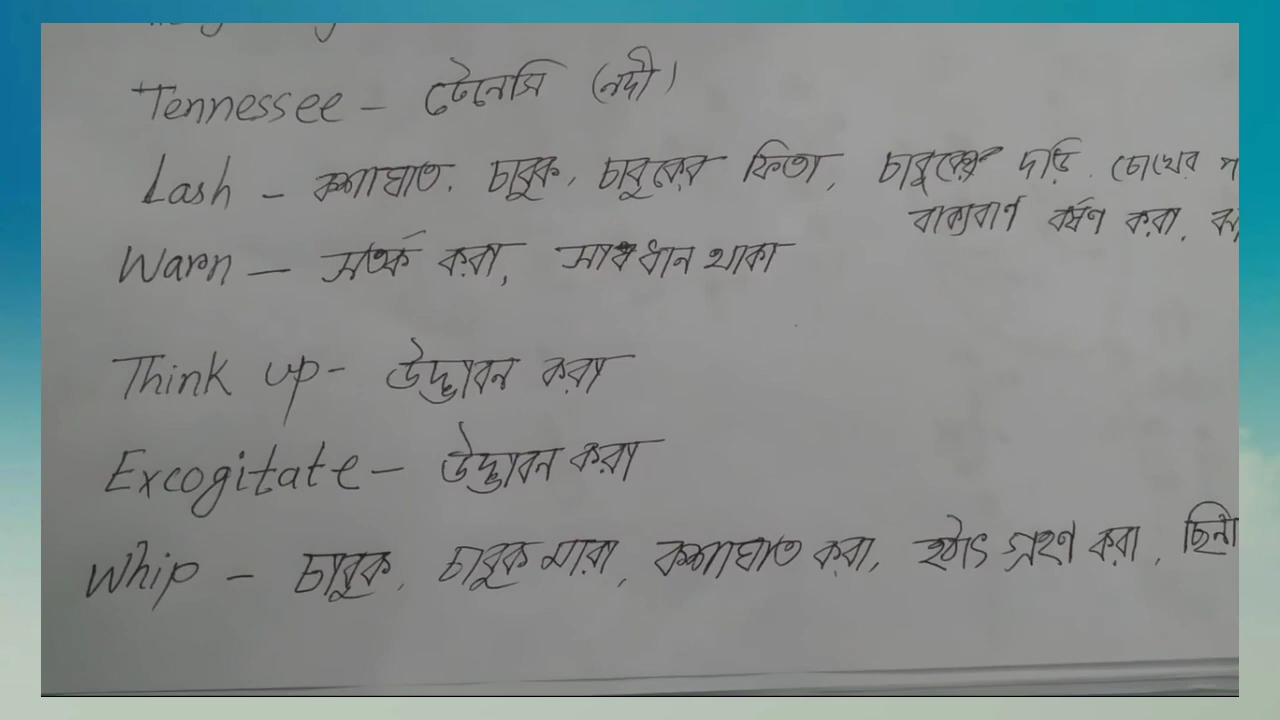 Tennessee – টেনেসি (নদী)
Lash – কশাঘাত. চাবুক, চাবুকের ফিতা, চাবুকের দড়ি. চোখের
বাক্যবাণ বর্ষণ করা,
Warn – সতর্ক করা, সাবধান থাকা
Think up – উদ্ভাবন করা
Excogitate – উদ্ভাবন করা
Whip – চাবুক, চাবুক মারা, কশাঘাত করা, হঠাৎ গ্রহণ করা,